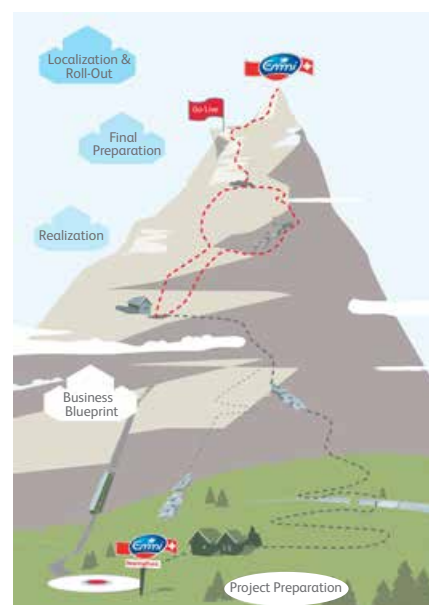 Localization &
Roll-Out
Emmi
Go-Live
Final
Preparation
Realization
Business
Blueprint
Emmi
Project Preparation